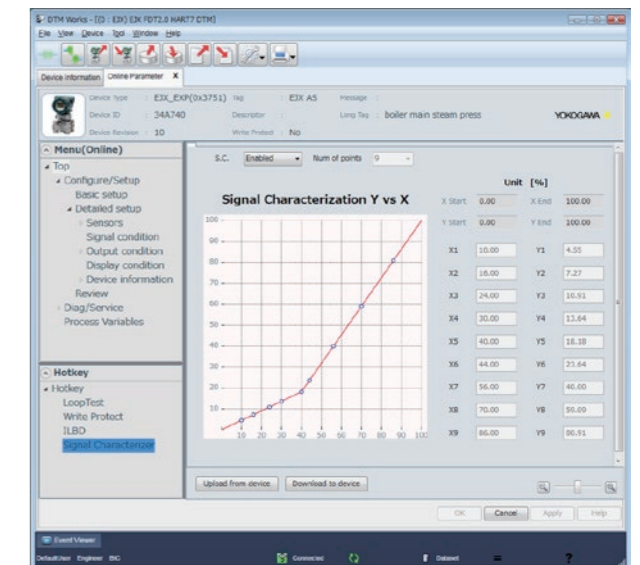 DTM Works - [(D : EJX) EJX FDT2.0 HART7 DTM]
File View Device Tool Window Help
Device Information Online Parameter X
Device Type : EJX_EXP(0x3751) Tag : EJX AS Message :
Device ID : 34A740 Descriptor : Long Tag : boiler main steam press YOKOGAWA
Device Revision : 10 Write Protect : No
Menu(Online)
Top
Configure/Setup
Basic setup
Detailed setup
Sensors
Signal condition
Output condition
Display condition
Device information
Review
Diag/Service
Process Variables
Hotkey
Hotkey
LoopTest
Write Protect
ILBD
Signal Characterizer
S.C. Enabled Num of points 9
Unit [%]
Signal Characterization Y vs X
X Start 0.00 X End 100.00
Y Start 0.00 Y End 100.00
X1 10.00 Y1 4.55
X2 16.00 Y2 7.27
X3 24.00 Y3 10.91
X4 30.00 Y4 13.64
X5 40.00 Y5 18.18
X6 44.00 Y6 23.64
X7 56.00 Y7 40.00
X8 70.00 Y8
X9 86.00 Y9
100
90
80
70
60
50
40
30
20
10
10 20 30 40 50 60 70 80 90 100
Upload from device Download to device
OK Cancel Apply Help
Event Viewer
DefaultUser Engineer Connected Dataset ?